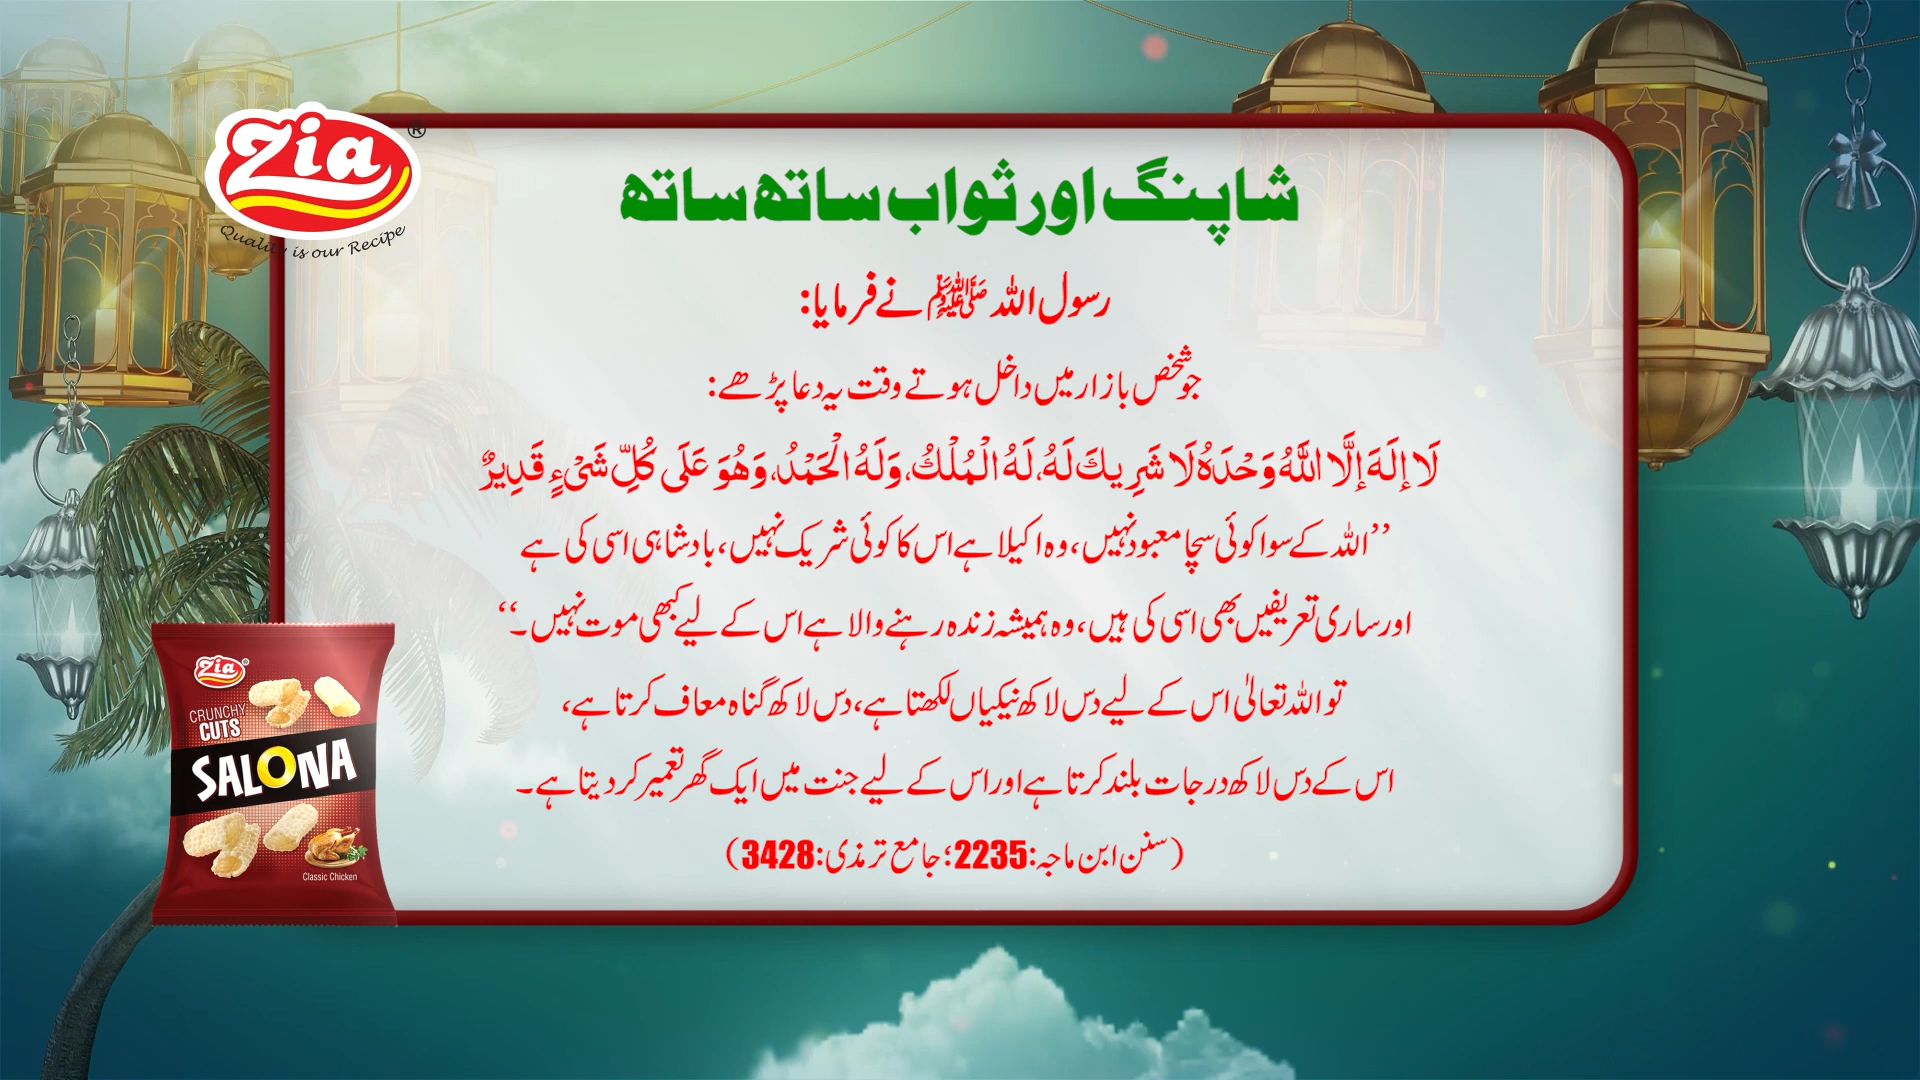 Zia®
Quality is our Recipe
شاپنگ اور ثواب ساتھ ساتھ
رسول اللہ ﷺ نے فرمایا:
جو شخص بازار میں داخل ہوتے وقت یہ دعا پڑھے:
لَا إِلَهَ إِلَّا اللَّهُ وَحْدَهُ لَا شَرِيكَ لَهُ، لَهُ الْمُلْكُ، وَلَهُ الْحَمْدُ، وَهُوَ عَلَى كُلِّ شَيْءٍ قَدِيرٌ
’’اللہ کے سوا کوئی سچا معبود نہیں، وہ اکیلا ہے اس کا کوئی شریک نہیں، بادشاہی اسی کی ہے
اور ساری تعریفیں بھی اسی کی ہیں، وہ ہمیشہ زندہ رہنے والا ہے اس کے لیے کبھی موت نہیں۔‘‘
تو اللہ تعالیٰ اس کے لیے دس لاکھ نیکیاں لکھتا ہے، دس لاکھ گناہ معاف کرتا ہے،
اس کے دس لاکھ درجات بلند کرتا ہے اور اس کے لیے جنت میں ایک گھر تعمیر کر دیتا ہے۔
(سنن ابن ماجہ: 2235؛ جامع ترمذی: 3428)
Zia®
CRUNCHY
CUTS
SALONA
Classic Chicken